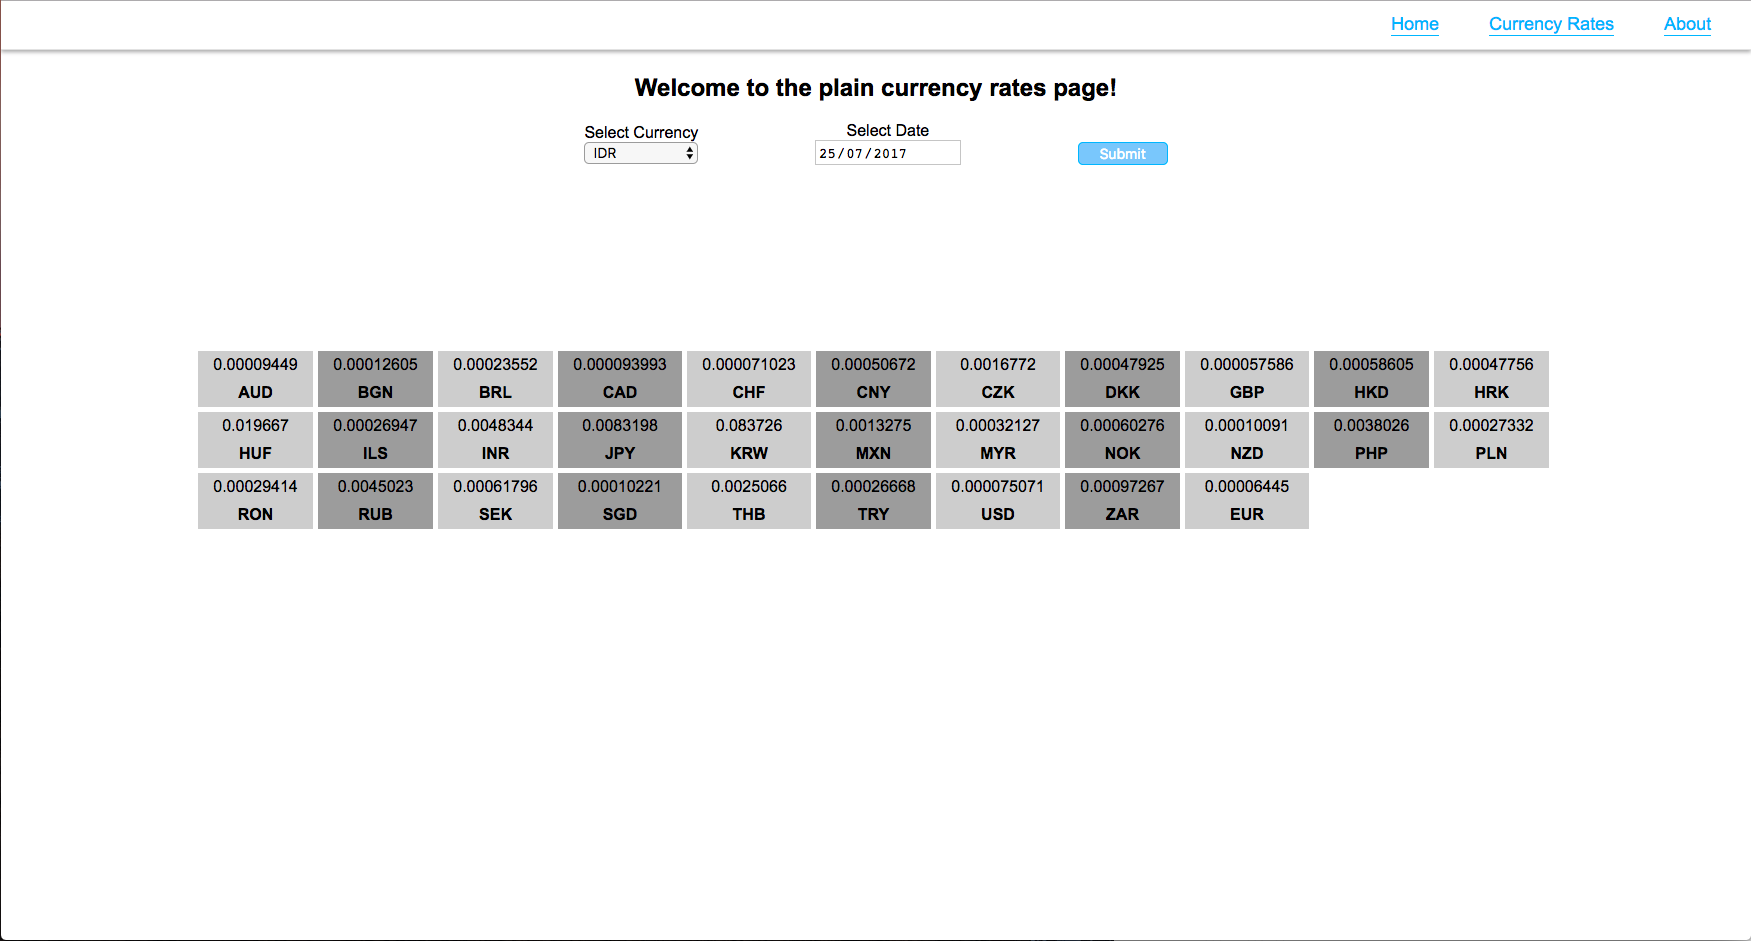 Home Currency Rates About
Welcome to the plain currency rates page!
Select Currency Select Date
IDR 25/07/2017 Submit
0.00009449 0.00012605 0.00023552 0.000093993 0.000071023 0.00050672 0.0016772 0.00047925 0.000057586 0.00058605 0.00047756
AUD BGN BRL CAD CHF CNY CZK DKK GBP HKD HRK
0.019667 0.00026947 0.0048344 0.0083198 0.083726 0.0013275 0.00032127 0.00060276 0.00010091 0.0038026 0.00027332
HUF ILS INR JPY KRW MXN MYR NOK NZD PHP PLN
0.00029414 0.0045023 0.00061796 0.00010221 0.0025066 0.00026668 0.000075071 0.00097267 0.00006445
RON RUB SEK SGD THB TRY USD ZAR EUR